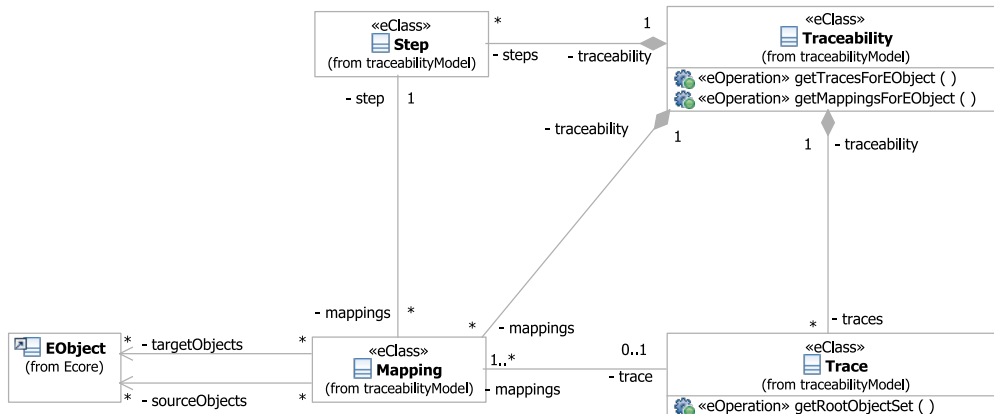 «eClass»
Step
(from traceabilityModel)
*
- steps
1
- traceability
«eClass»
Traceability
(from traceabilityModel)
«eOperation» getTracesForEObject ( )
«eOperation» getMappingsForEObject ( )
- step
1
- traceability
1
1
- traceability
- mappings
*
*
- mappings
*
- traces
EObject
(from Ecore)
*
- targetObjects
*
*
- sourceObjects
*
«eClass»
Mapping
(from traceabilityModel)
1..*
- mappings
0..1
- trace
«eClass»
Trace
(from traceabilityModel)
«eOperation» getRootObjectSet ( )